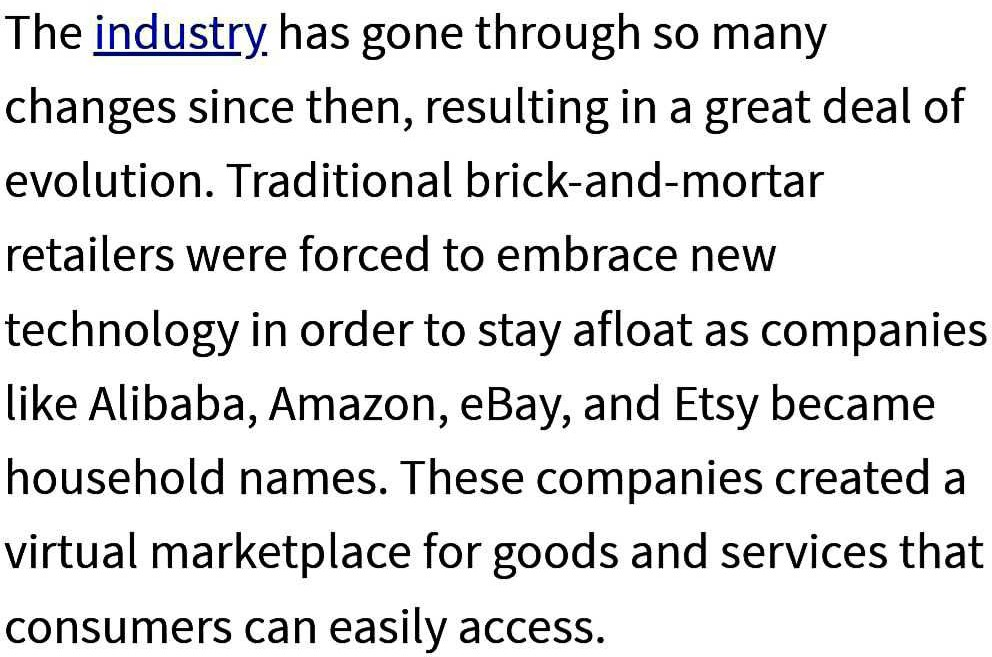 The industry has gone through so many
changes since then, resulting in a great deal of
evolution. Traditional brick-and-mortar
retailers were forced to embrace new
technology in order to stay afloat as companies
like Alibaba, Amazon, eBay, and Etsy became
household names. These companies created a
virtual marketplace for goods and services that
consumers can easily access.